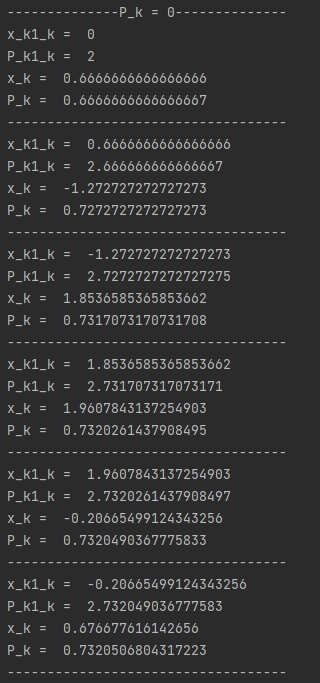 --------------P_k = 0--------------
x_k1_k =  0
P_k1_k =  2
x_k =  0.6666666666666666
P_k =  0.6666666666666667
-----------------------------------
x_k1_k =  0.6666666666666666
P_k1_k =  2.666666666666667
x_k =  -1.272727272727273
P_k =  0.7272727272727273
-----------------------------------
x_k1_k =  -1.272727272727273
P_k1_k =  2.7272727272727275
x_k =  1.8536585365853662
P_k =  0.7317073170731708
-----------------------------------
x_k1_k =  1.8536585365853662
P_k1_k =  2.731707317073171
x_k =  1.9607843137254903
P_k =  0.7320261437908495
-----------------------------------
x_k1_k =  1.9607843137254903
P_k1_k =  2.7320261437908497
x_k =  -0.20665499124343256
P_k =  0.7320490367775833
-----------------------------------
x_k1_k =  -0.20665499124343256
P_k1_k =  2.732049036777583
x_k =  0.676677616142656
P_k =  0.7320506804317223
-----------------------------------